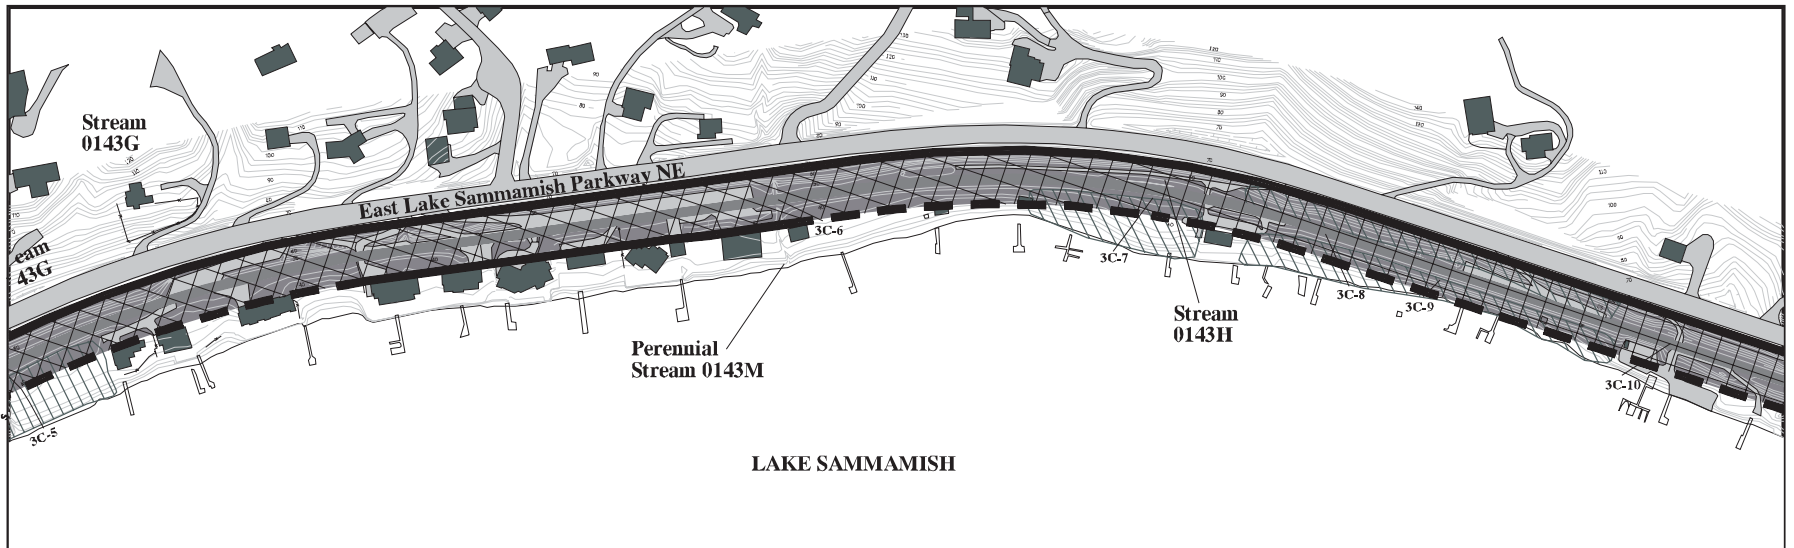 Stream
0143G
eam
43G
East Lake Sammamish Parkway NE
3C-5
3C-6
3C-7
3C-8
3C-9
3C-10
Perennial
Stream 0143M
Stream
0143H
LAKE SAMMAMISH